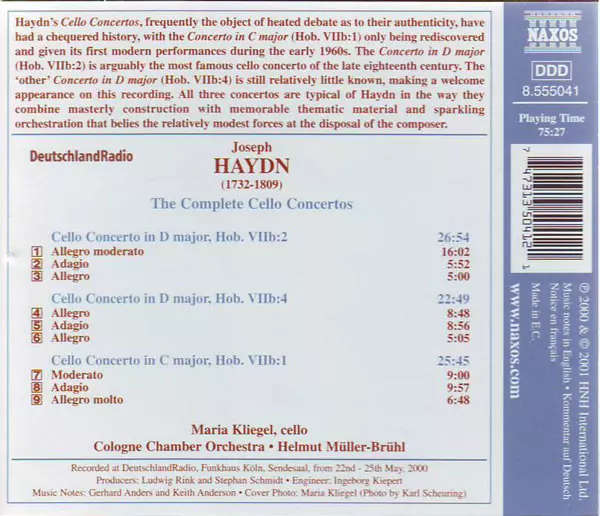 Haydn's Cello Concertos, frequently the object of heated debate as to their authenticity, have
had a chequered history, with the Concerto in C major (Hob. VIIb:1) only being rediscovered
and given its first modern performances during the early 1960s. The Concerto in D major
(Hob. VIIb:2) is arguably the most famous cello concerto of the late eighteenth century. The
'other' Concerto in D major (Hob. VIIb:4) is still relatively little known, making a welcome
appearance on this recording. All three concertos are typical of Haydn in the way they
combine masterly construction with memorable thematic material and sparkling
orchestration that belies the relatively modest forces at the disposal of the composer.
DeutschlandRadio
Joseph
HAYDN
(1732-1809)
The Complete Cello Concertos
Cello Concerto in D major, Hob. VIIb:2 26:54
1 Allegro moderato 16:02
2 Adagio 5:52
3 Allegro 5:00
Cello Concerto in D major, Hob. VIIb:4 22:49
4 Allegro 8:48
5 Adagio 8:56
6 Allegro 5:05
Cello Concerto in C major, Hob. VIIb:1 25:45
7 Moderato 9:00
8 Adagio 9:57
9 Allegro molto 6:48
Maria Kliegel, cello
Cologne Chamber Orchestra • Helmut Müller-Brühl
Recorded at DeutschlandRadio, Funkhaus Köln, Sendesaal, from 22nd - 25th May, 2000
Producers: Ludwig Rink and Stephan Schmidt • Engineer: Ingeborg Kiepert
Music Notes: Gerhard Anders and Keith Anderson • Cover Photo: Maria Kliegel (Photo by Karl Scheuring)
NAXOS
DDD
8.555041
Playing Time
75:27
7 47313 50412 1
℗ 2000 & © 2001 HNH International Ltd.
Music notes in English • Kommentar auf Deutsch
Notice en français
Made in E.C.
www.naxos.com